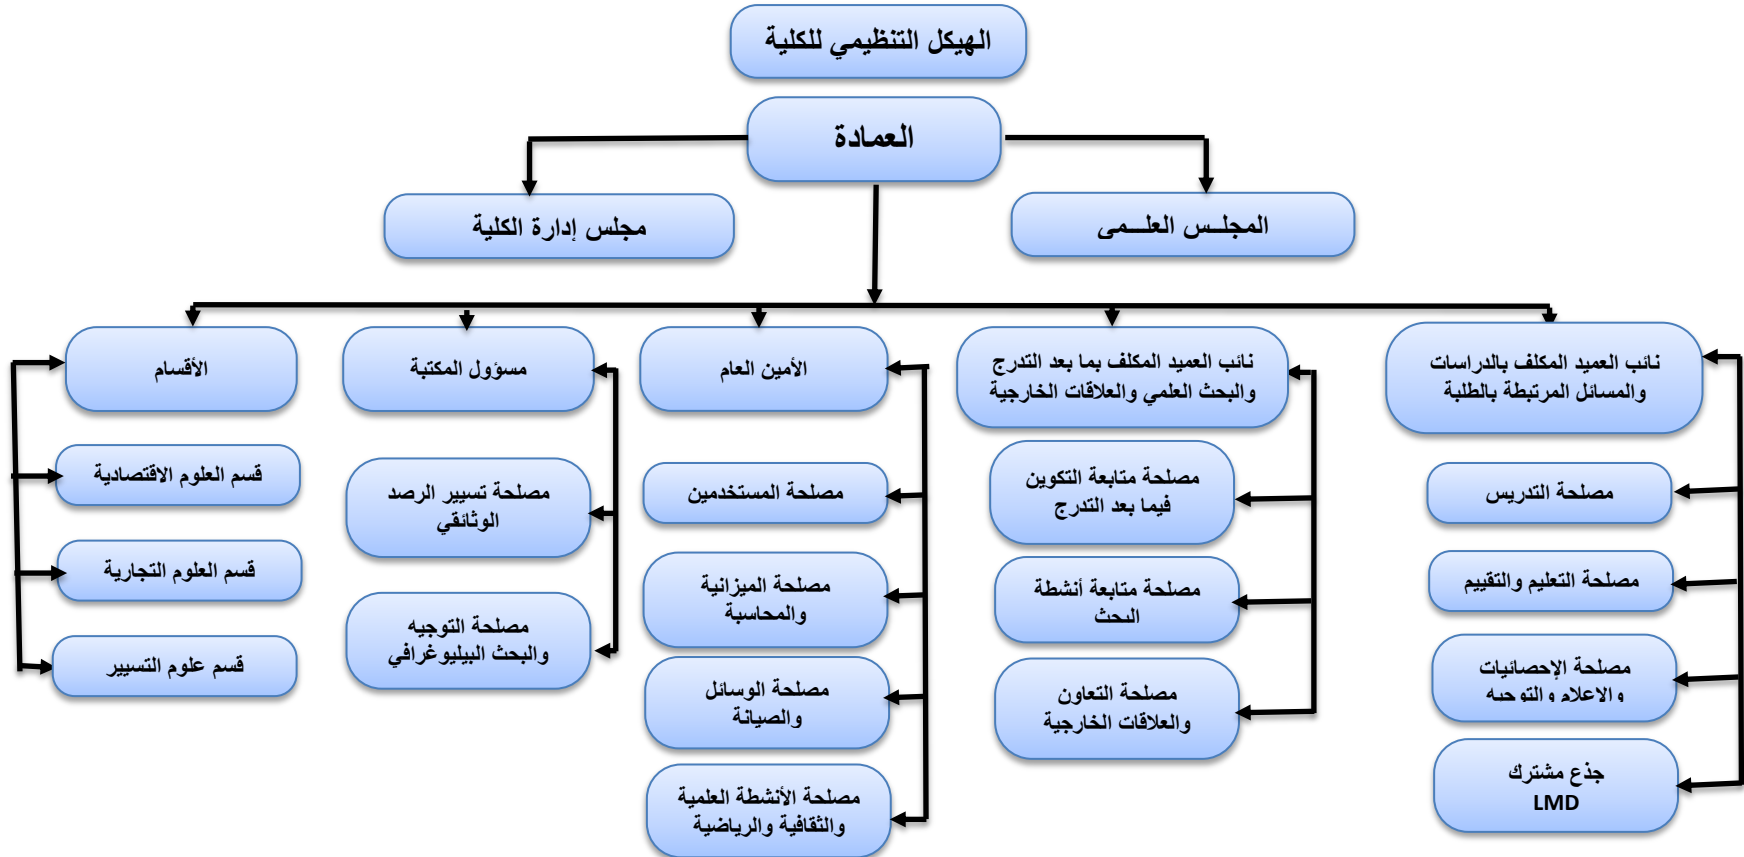 الهيكل التنظيمي للكلية
العمادة
المجلــس العلــــمي
مجلس إدارة الكلية
نائب العميد المكلف بالدراسات
والمسائل المرتبطة بالطلبة
نائب العميد المكلف بما بعد التدرج
والبحث العلمي والعلاقات الخارجية
الأمين العام
مسؤول المكتبة
الأقسام
مصلحة التدريس
مصلحة التعليم والتقييم
مصلحة الإحصائيات
والإعلام والتوجيه
جذع مشترك
LMD
مصلحة متابعة التكوين
فيما بعد التدرج
مصلحة متابعة أنشطة
البحث
مصلحة التعاون
والعلاقات الخارجية
مصلحة المستخدمين
مصلحة الميزانية
والمحاسبة
مصلحة الوسائل
والصيانة
مصلحة الأنشطة العلمية
والثقافية والرياضية
مصلحة تسيير الرصد
الوثائقي
مصلحة التوجيه
والبحث البيليوغرافي
قسم العلوم الاقتصادية
قسم العلوم التجارية
قسم علوم التسيير